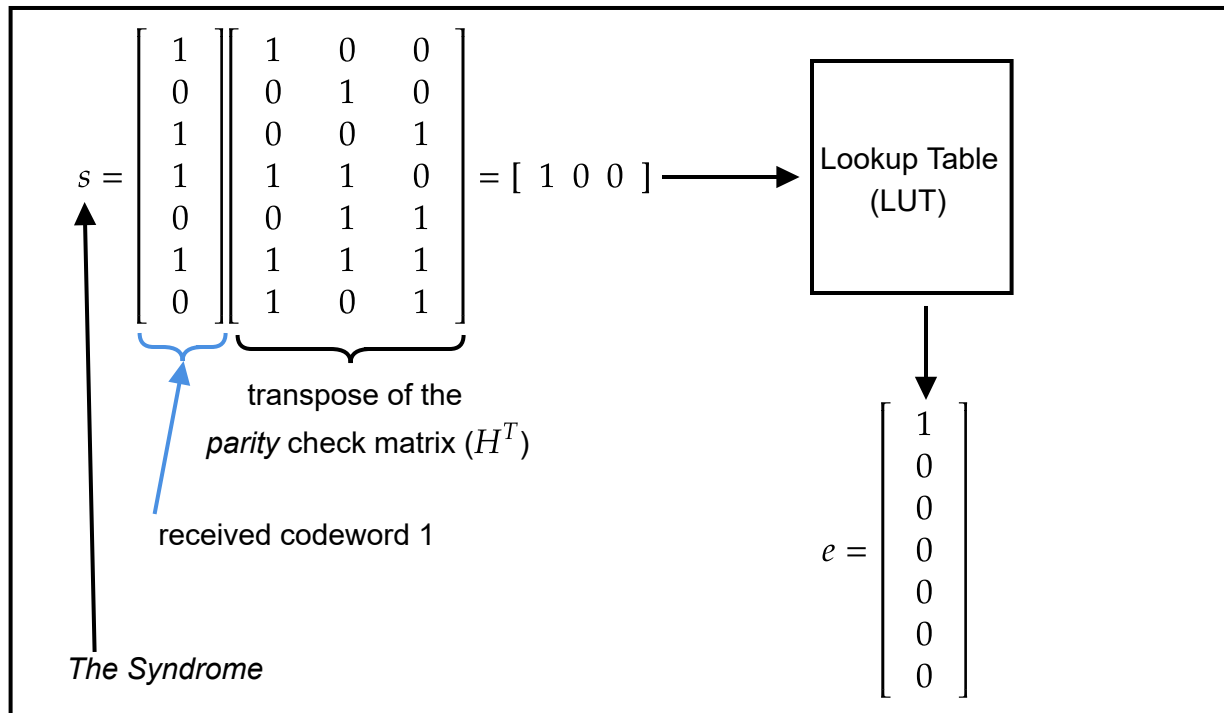 s = [ 1 0 1 1 0 1 0 ] [ 1 0 0
0 1 0
0 0 1
1 1 0
0 1 1
1 1 1
1 0 1 ] = [ 1 0 0 ]
Lookup Table
(LUT)
transpose of the
parity check matrix (H^T)
received codeword 1
The Syndrome
e = [ 1
0
0
0
0
0
0 ]